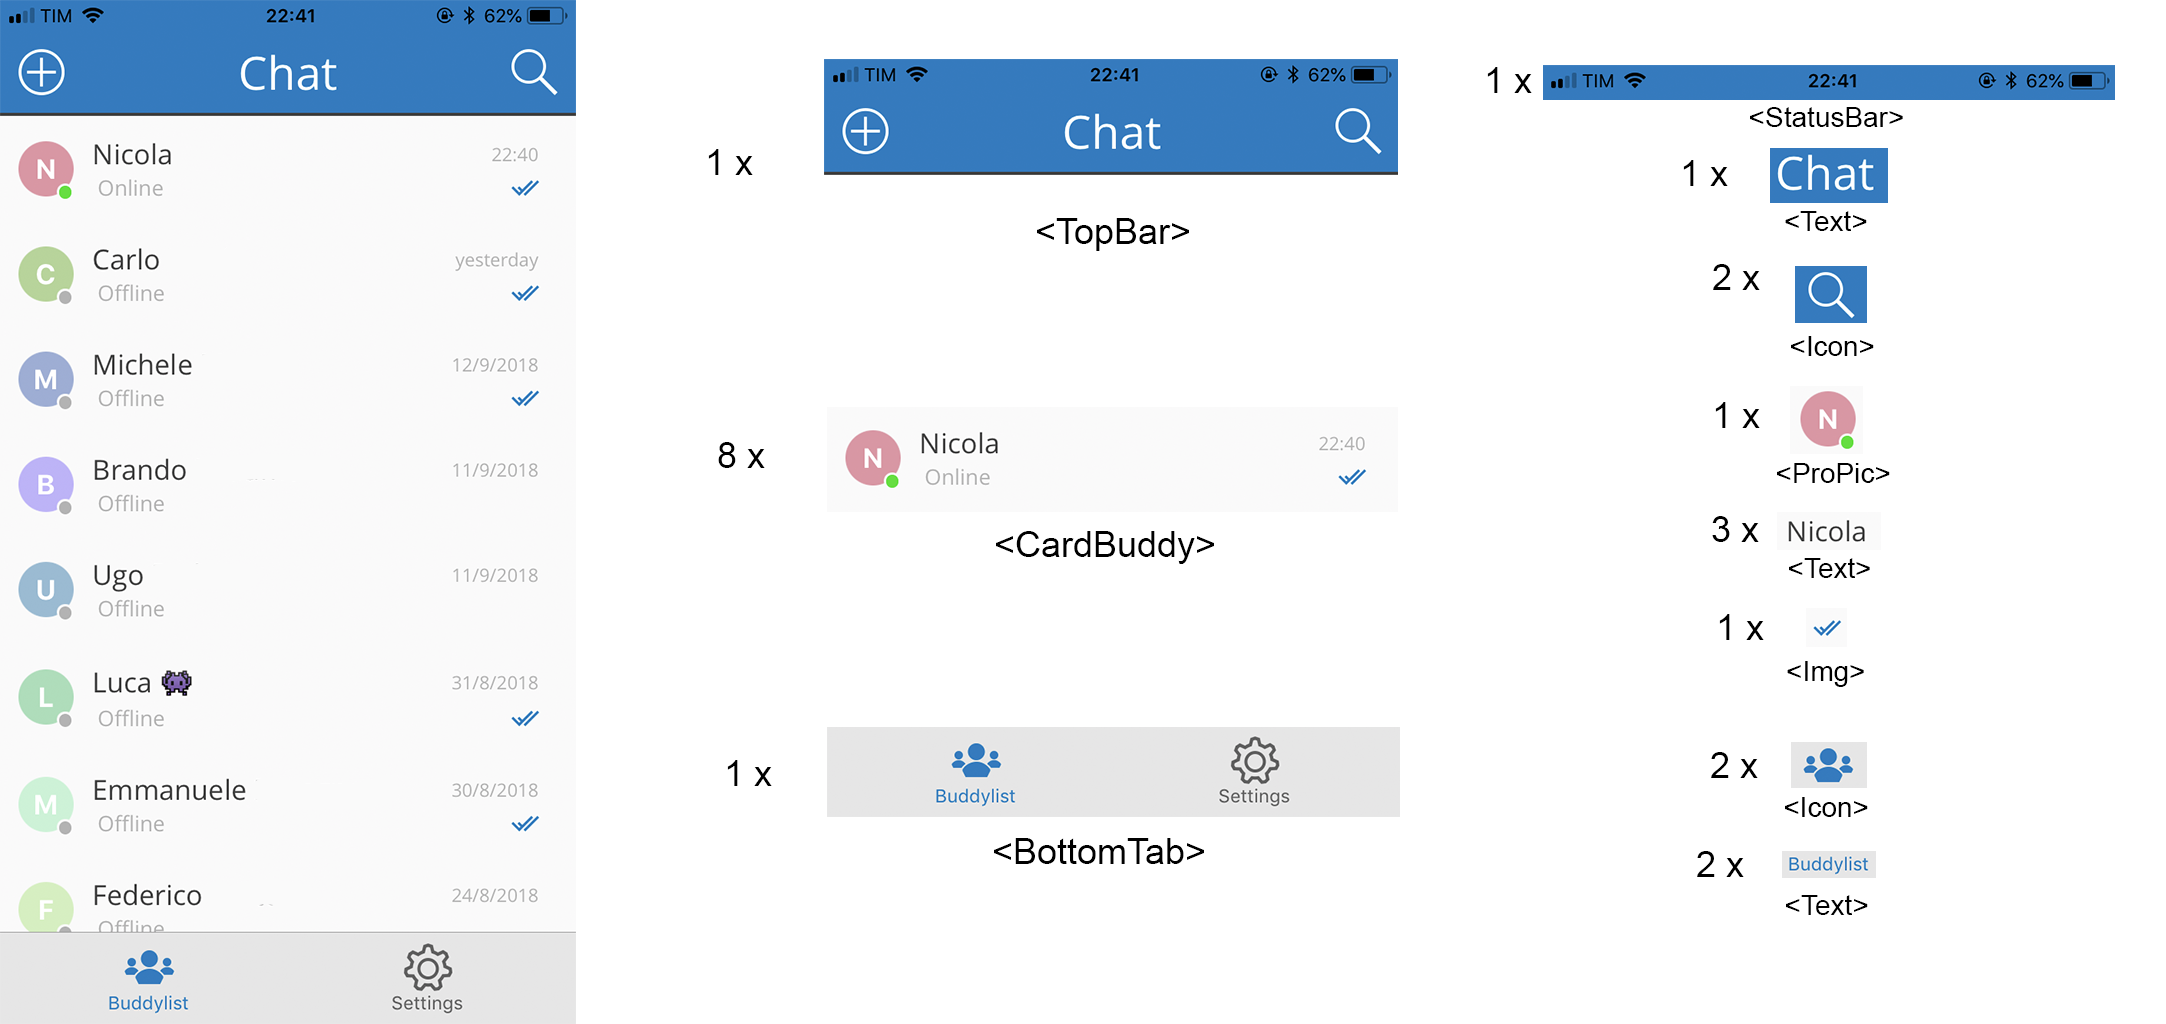 TIM 22:41 62%
Chat
N Nicola 22:40
Online
C Carlo yesterday
Offline
M Michele 12/9/2018
Offline
B Brando 11/9/2018
Offline
U Ugo 11/9/2018
Offline
L Luca 31/8/2018
Offline
M Emmanuele 30/8/2018
Offline
F Federico 24/8/2018
Offline
Buddylist Settings
TIM 22:41 62%
Chat
1 x
<TopBar>
8 x
N Nicola 22:40
Online
<CardBuddy>
1 x
Buddylist Settings
<BottomTab>
1 x TIM 22:41 62%
<StatusBar>
1 x Chat
<Text>
2 x
<Icon>
1 x N
<ProPic>
3 x Nicola
<Text>
1 x
<Img>
2 x
<Icon>
2 x Buddylist
<Text>